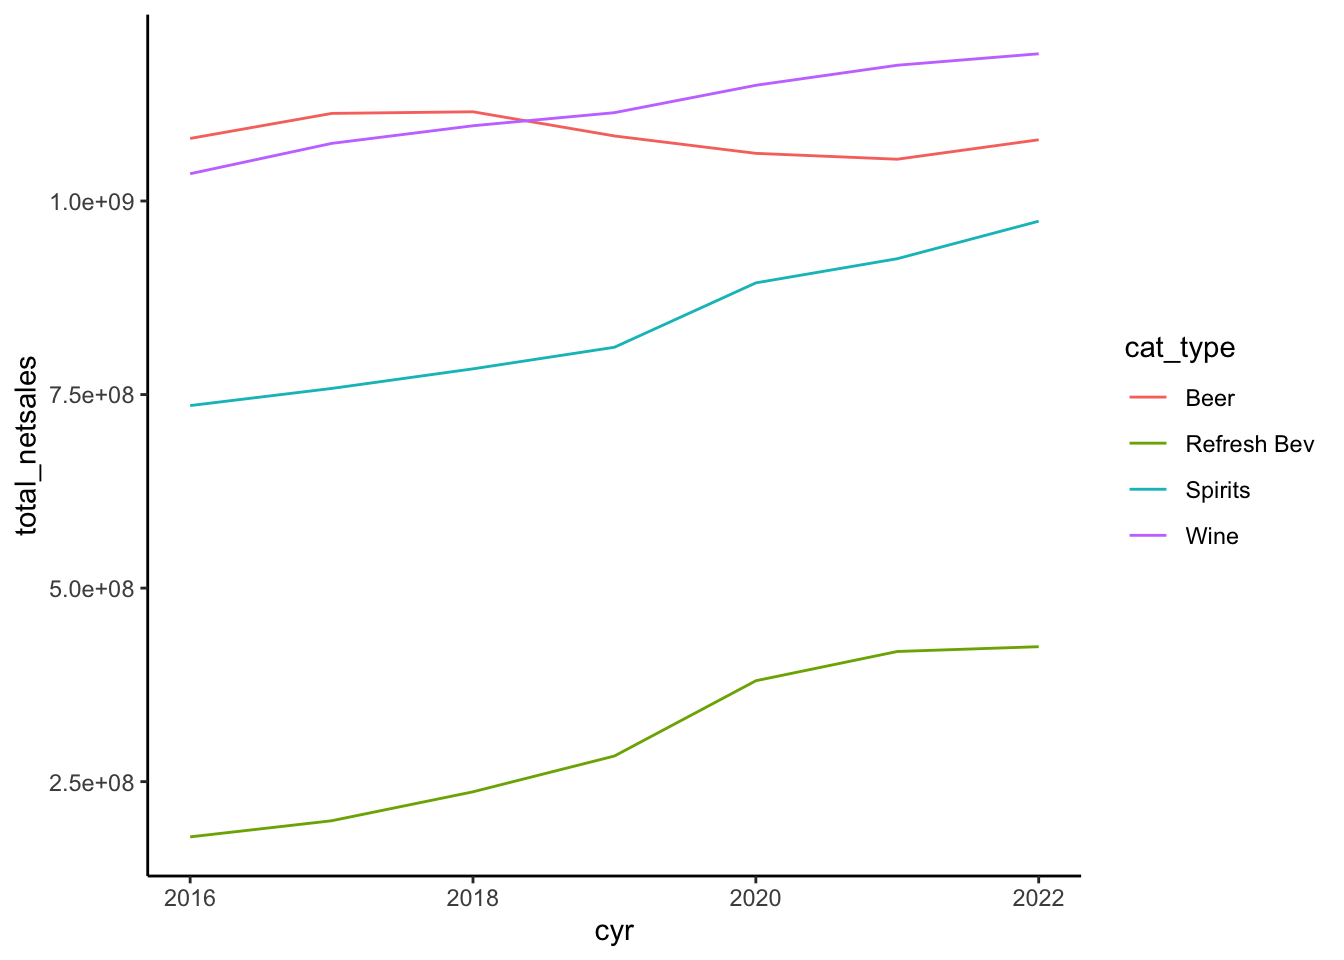 total_netsales
1.0e+09
7.5e+08
5.0e+08
2.5e+08
2016
2018
2020
2022
cyr
cat_type
Beer
Refresh Bev
Spirits
Wine